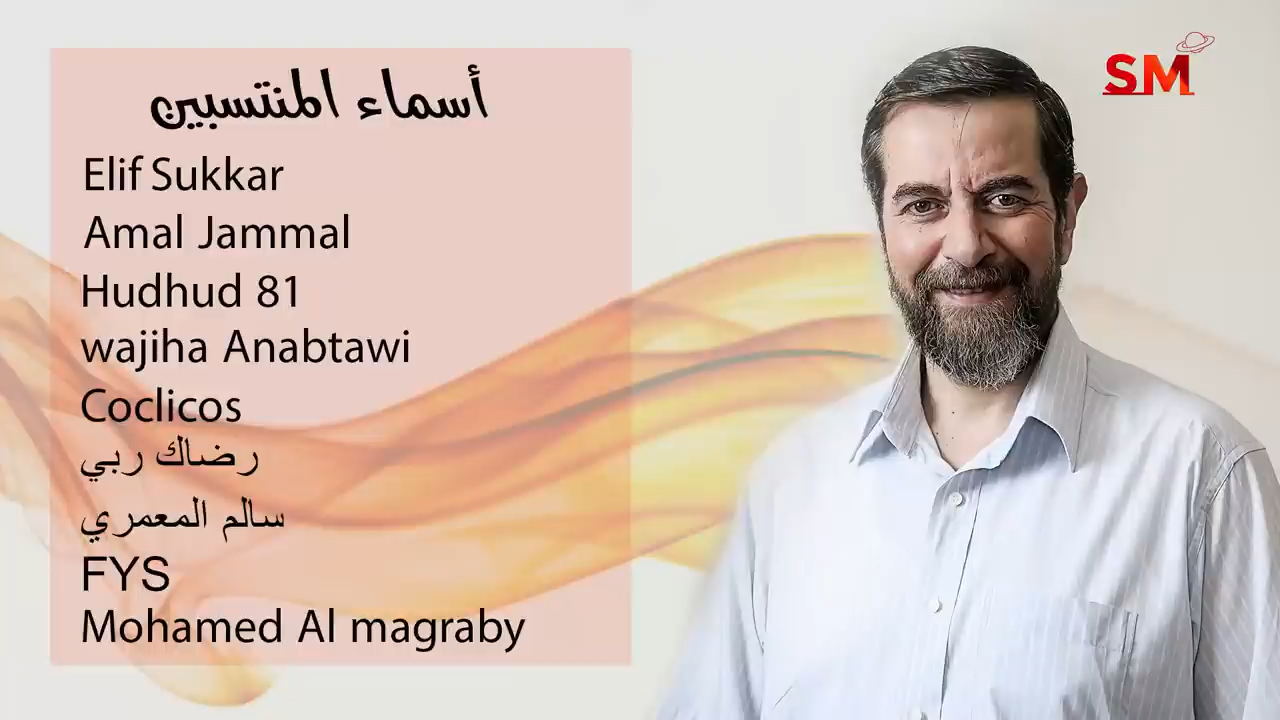 SM
أسماء المنتسبين
Elif Sukkar
Amal Jammal
Hudhud 81
wajiha Anabtawi
Coclicos
رضاك ربي
سالم المعمري
FYS
Mohamed Al magraby